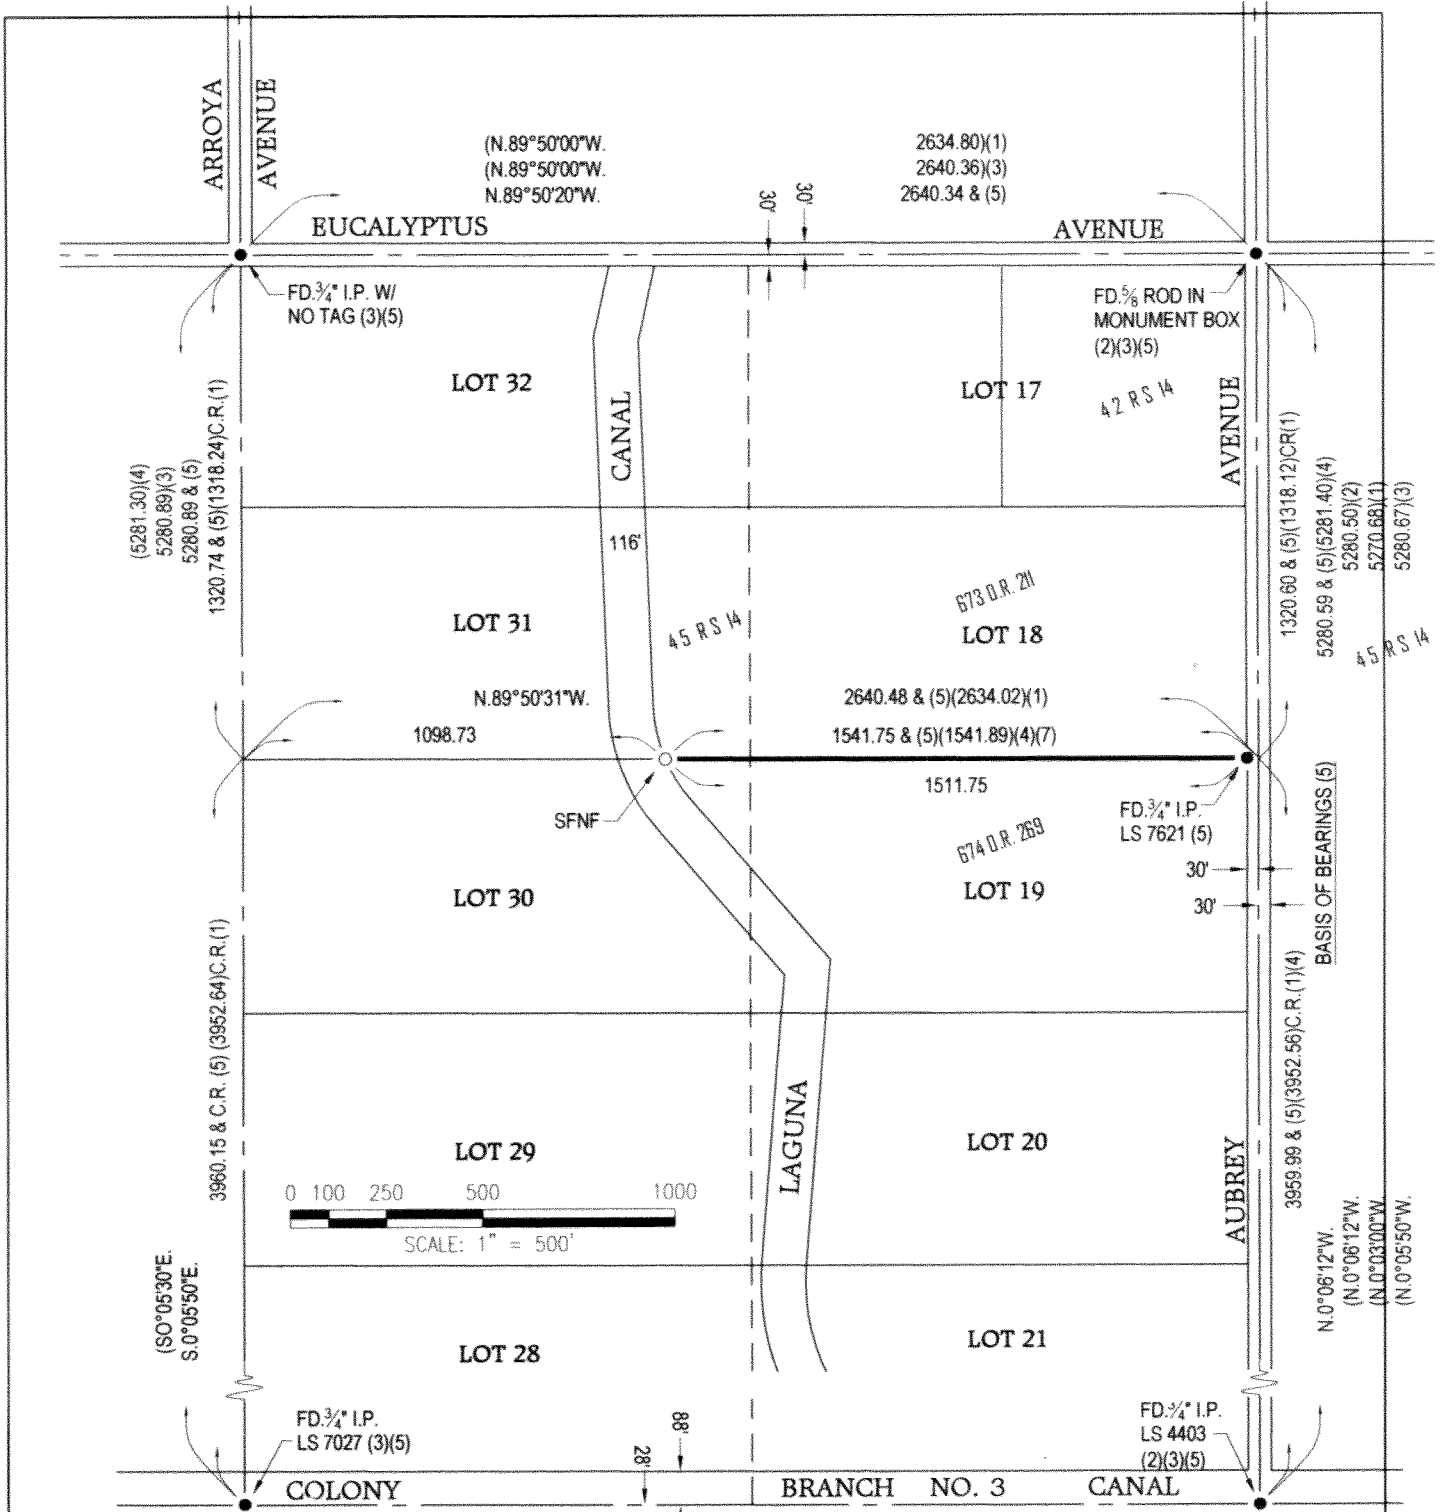 ARROYA
AVENUE
(N.89°50'00"W.
(N.89°50'00"W.
N.89°50'20"W.
2634.80)(1)
2640.36)(3)
2640.34 & (5)
30'
30'
EUCALYPTUS
AVENUE
FD.¾" I.P. W/
NO TAG (3)(5)
FD.⅝ ROD IN
MONUMENT BOX
(2)(3)(5)
LOT 32
CANAL
LOT 17
42 RS 14
AVENUE
(5281.30)(4)
5280.89)(3)
5280.89 & (5)
1320.74 & (5)(1318.24)C.R.(1)
1320.60 & (5)(1318.12)CR(1)
5280.59 & (5)(5281.40)(4)
5280.50)(2)
5270.68)(1)
5280.67)(3)
116'
673 O.R. 211
LOT 31
45 RS 14
LOT 18
45 RS 14
N.89°50'31"W.
2640.48 & (5)(2634.02)(1)
1098.73
1541.75 & (5)(1541.89)(4)(7)
1511.75
SFNF
FD.¾" I.P.
LS 7621 (5)
674 O.R. 269
LOT 30
LOT 19
30'
30'
BASIS OF BEARINGS (5)
3960.15 & C.R. (5) (3952.64)C.R.(1)
3959.99 & (5)(3952.56)C.R.(1)(4)
LOT 29
LAGUNA
LOT 20
AUBREY
0 100 250 500 1000
SCALE: 1" = 500'
(SO°05'30"E.
S.0°05'50"E.
N.0°06'12"W.
(N.0°06'12"W.
(N.0°03'00"W.
(N.0°05'50"W.
LOT 28
LOT 21
FD.¾" I.P.
LS 7027 (3)(5)
88'
28'
FD.¾" I.P.
LS 4403
(2)(3)(5)
COLONY BRANCH NO. 3 CANAL